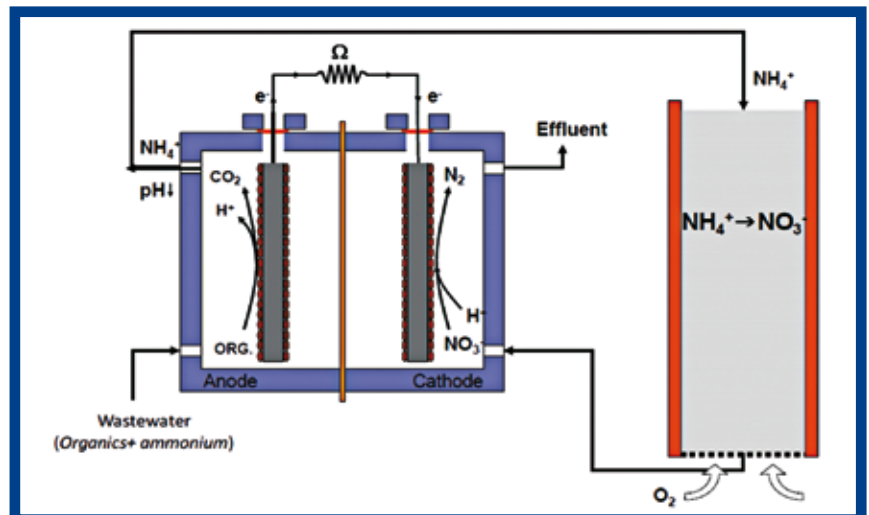 Ω
e⁻
e⁻
NH₄⁺
Effluent
NH₄⁺
pH↓
CO₂
N₂
H⁺
NH₄⁺→NO₃⁻
H⁺
ORG.
NO₃⁻
Anode
Cathode
Wastewater
(Organics+ ammonium)
O₂